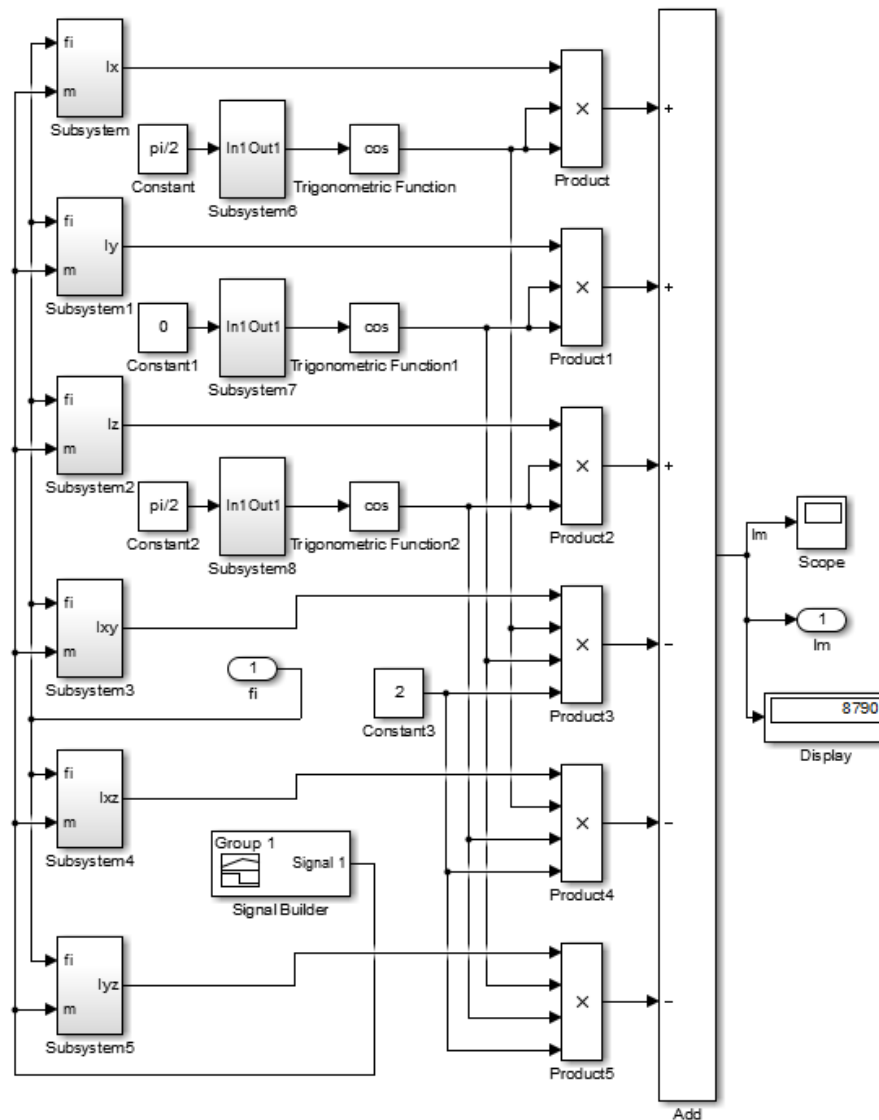 fi
Ix
m
Subsystem
pi/2
Constant
In1 Out1
Subsystem6
cos
Trigonometric Function
×
Product
+
fi
Iy
m
Subsystem1
0
Constant1
In1 Out1
Subsystem7
cos
Trigonometric Function1
×
Product1
+
fi
Iz
m
Subsystem2
pi/2
Constant2
In1 Out1
Subsystem8
cos
Trigonometric Function2
×
Product2
+
Im
Scope
1
Im
8790
Display
fi
Ixy
m
Subsystem3
1
fi
2
Constant3
×
Product3
-
fi
Ixz
m
Subsystem4
Group 1
Signal 1
Signal Builder
×
Product4
-
fi
Iyz
m
Subsystem5
×
Product5
-
Add